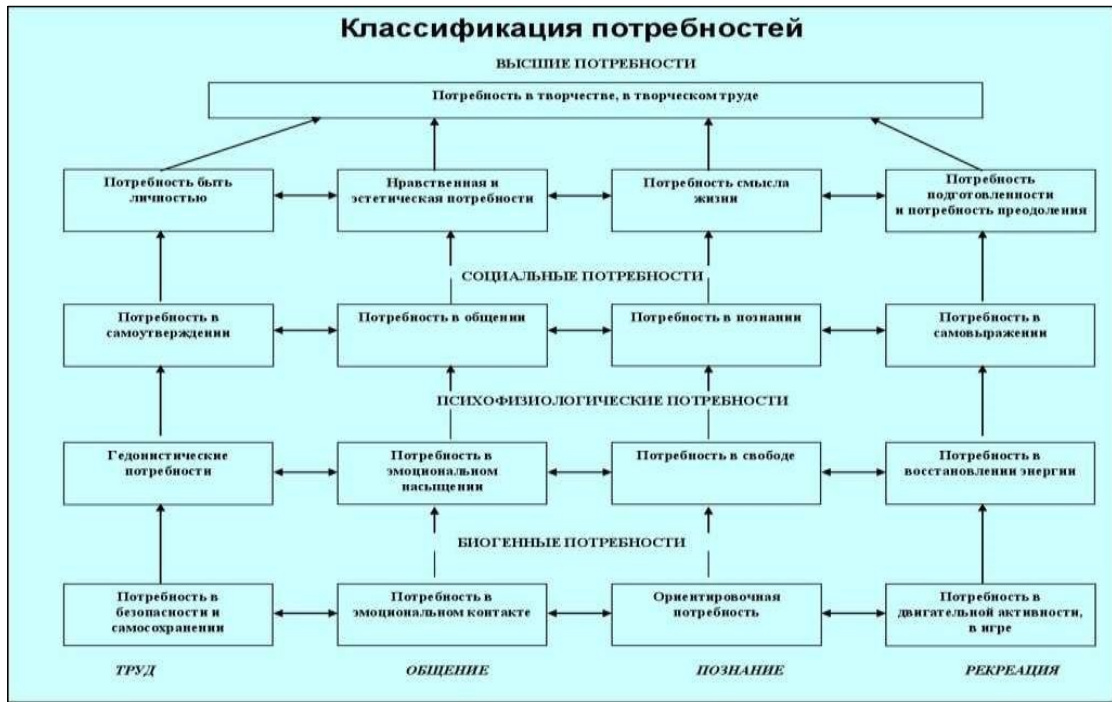 Классификация потребностей
ВЫСШИЕ ПОТРЕБНОСТИ
Потребность в творчестве, в творческом труде
Потребность быть
личностью
Нравственная и
эстетическая потребности
Потребность смысла
жизни
Потребность
подготовленности
и потребность преодоления
СОЦИАЛЬНЫЕ ПОТРЕБНОСТИ
Потребность в
самоутверждении
Потребность в общении
Потребность в познании
Потребность в
самовыражении
ПСИХОФИЗИОЛОГИЧЕСКИЕ ПОТРЕБНОСТИ
Гедонистические
потребности
Потребность в
эмоциональном
насыщении
Потребность в свободе
Потребность в
восстановлении энергии
БИОГЕННЫЕ ПОТРЕБНОСТИ
Потребность в
безопасности и
самосохранении
Потребность в
эмоциональном контакте
Ориентировочная
потребность
Потребность в
двигательной активности,
в игре
ТРУД
ОБЩЕНИЕ
ПОЗНАНИЕ
РЕКРЕАЦИЯ